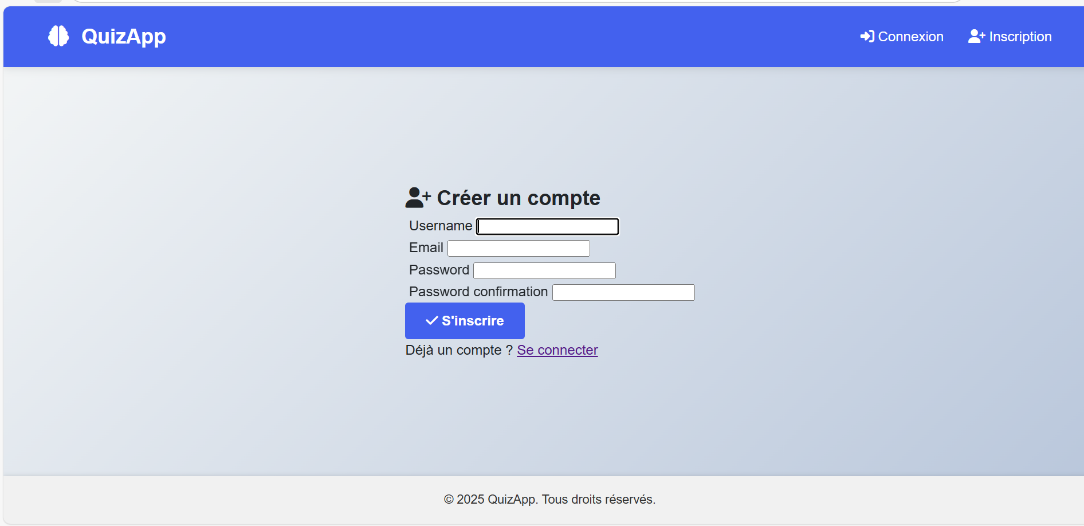 QuizApp
Connexion
Inscription
Créer un compte
Username
Email
Password
Password confirmation
S'inscrire
Déjà un compte ? Se connecter
© 2025 QuizApp. Tous droits réservés.